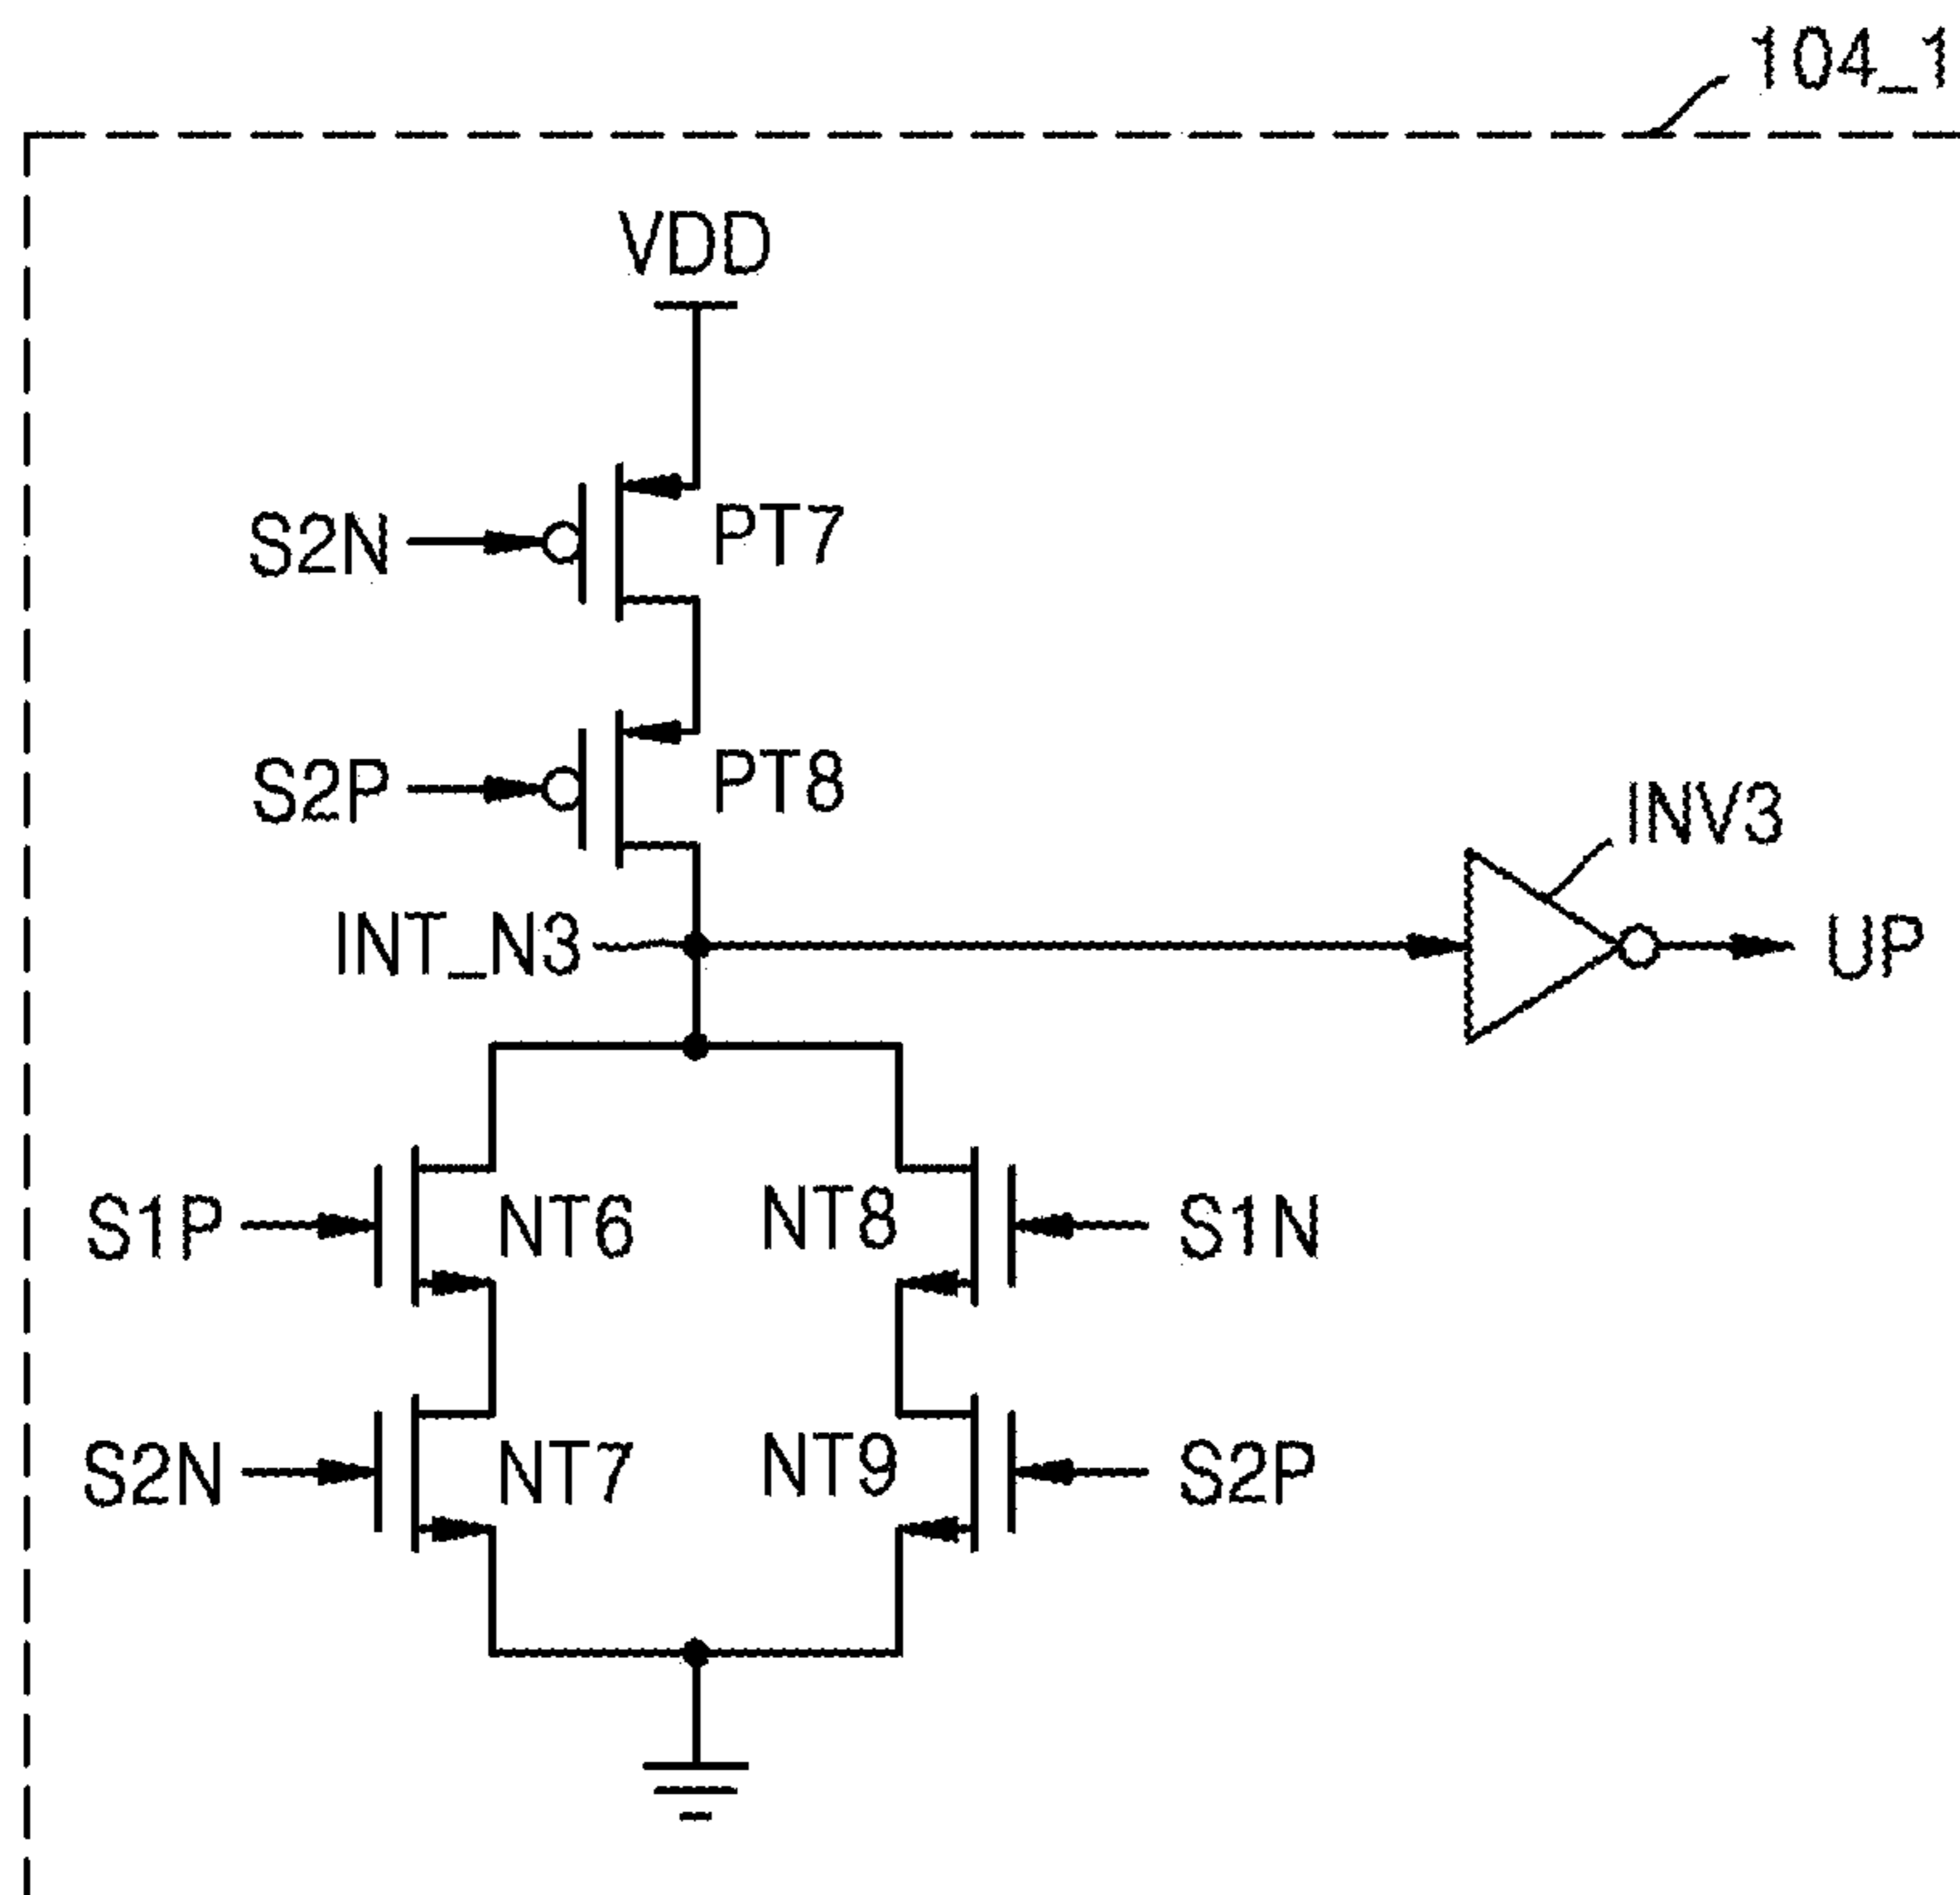 104_1
VDD
S2N
PT7
S2P
PT8
INV3
INT_N3
UP
S1P
NT6
NT8
S1N
S2N
NT7
NT9
S2P